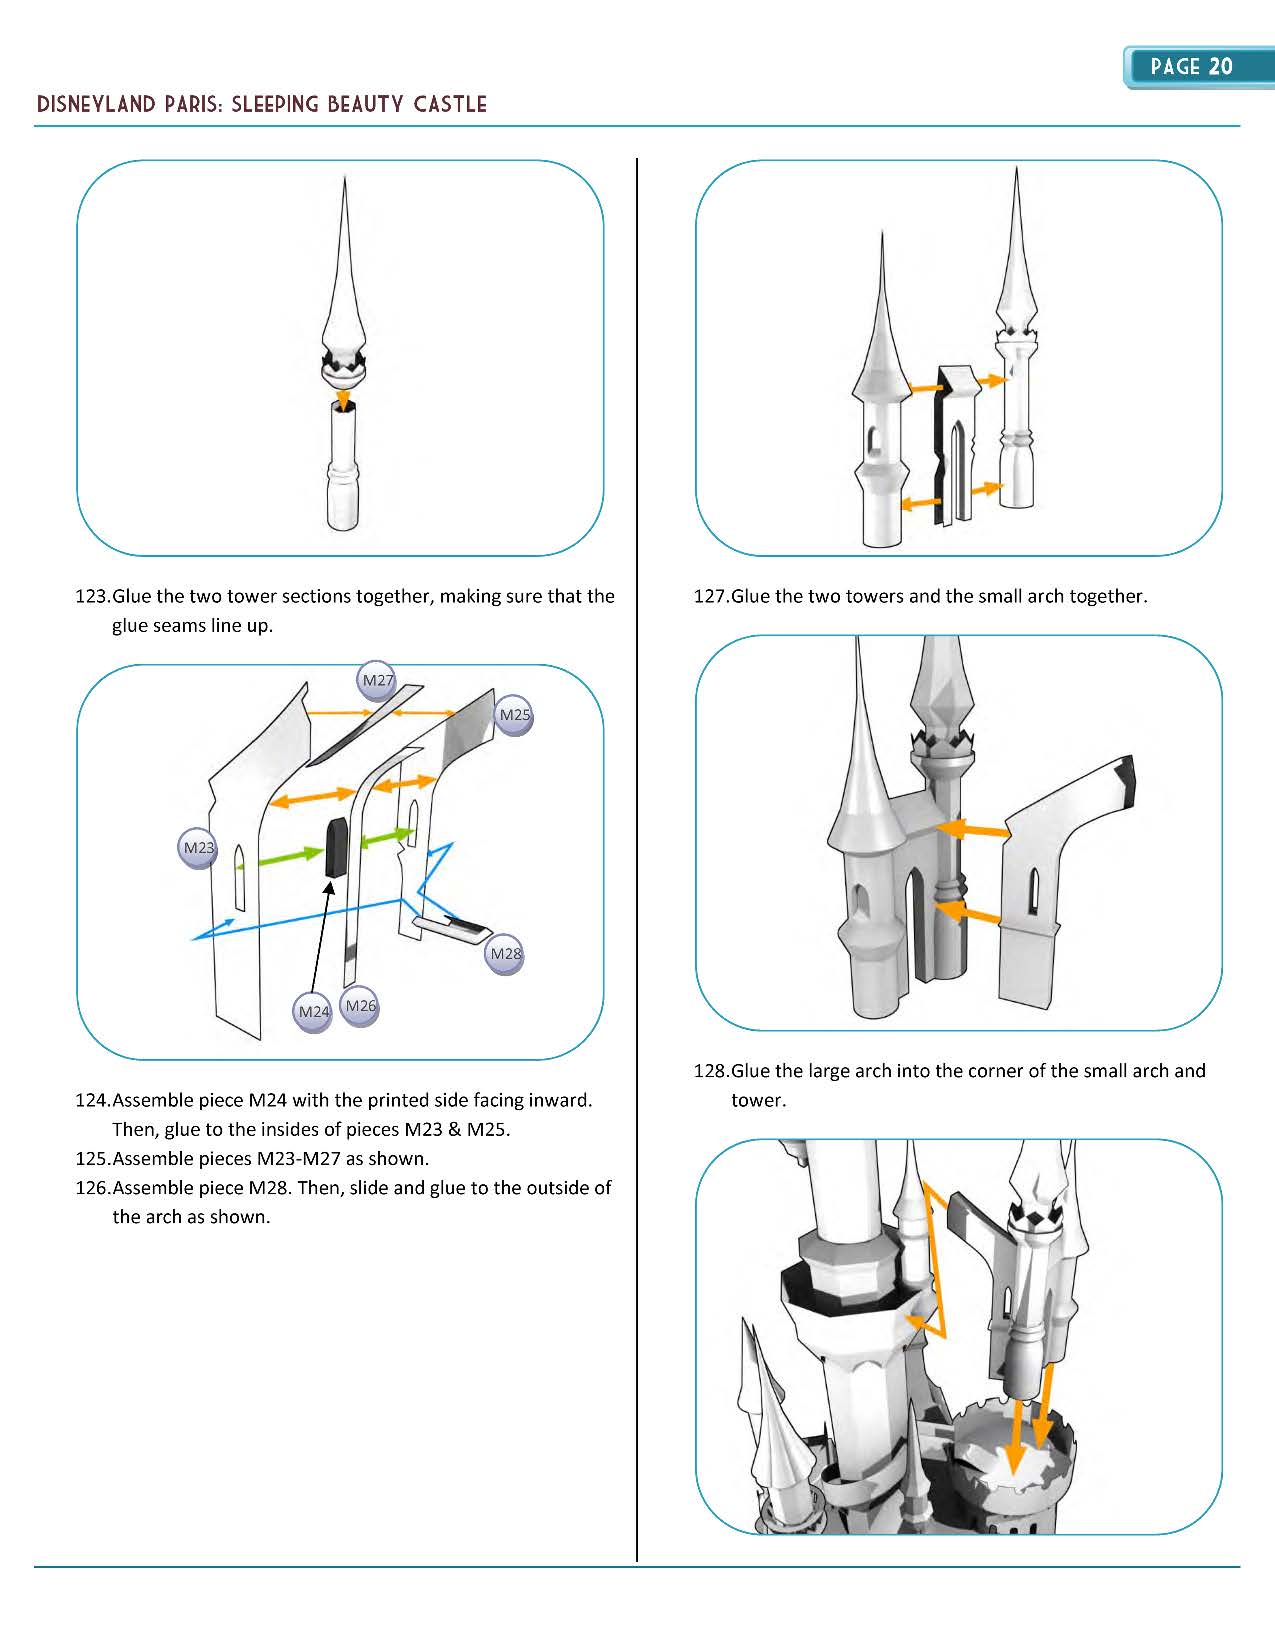 PAGE 20
DISNEYLAND PARIS: SLEEPING BEAUTY CASTLE
123.Glue the two tower sections together, making sure that the
glue seams line up.
M27
M25
M23
M28
M24
M26
124.Assemble piece M24 with the printed side facing inward.
Then, glue to the insides of pieces M23 & M25.
125.Assemble pieces M23-M27 as shown.
126.Assemble piece M28. Then, slide and glue to the outside of
the arch as shown.
127.Glue the two towers and the small arch together.
128.Glue the large arch into the corner of the small arch and
tower.